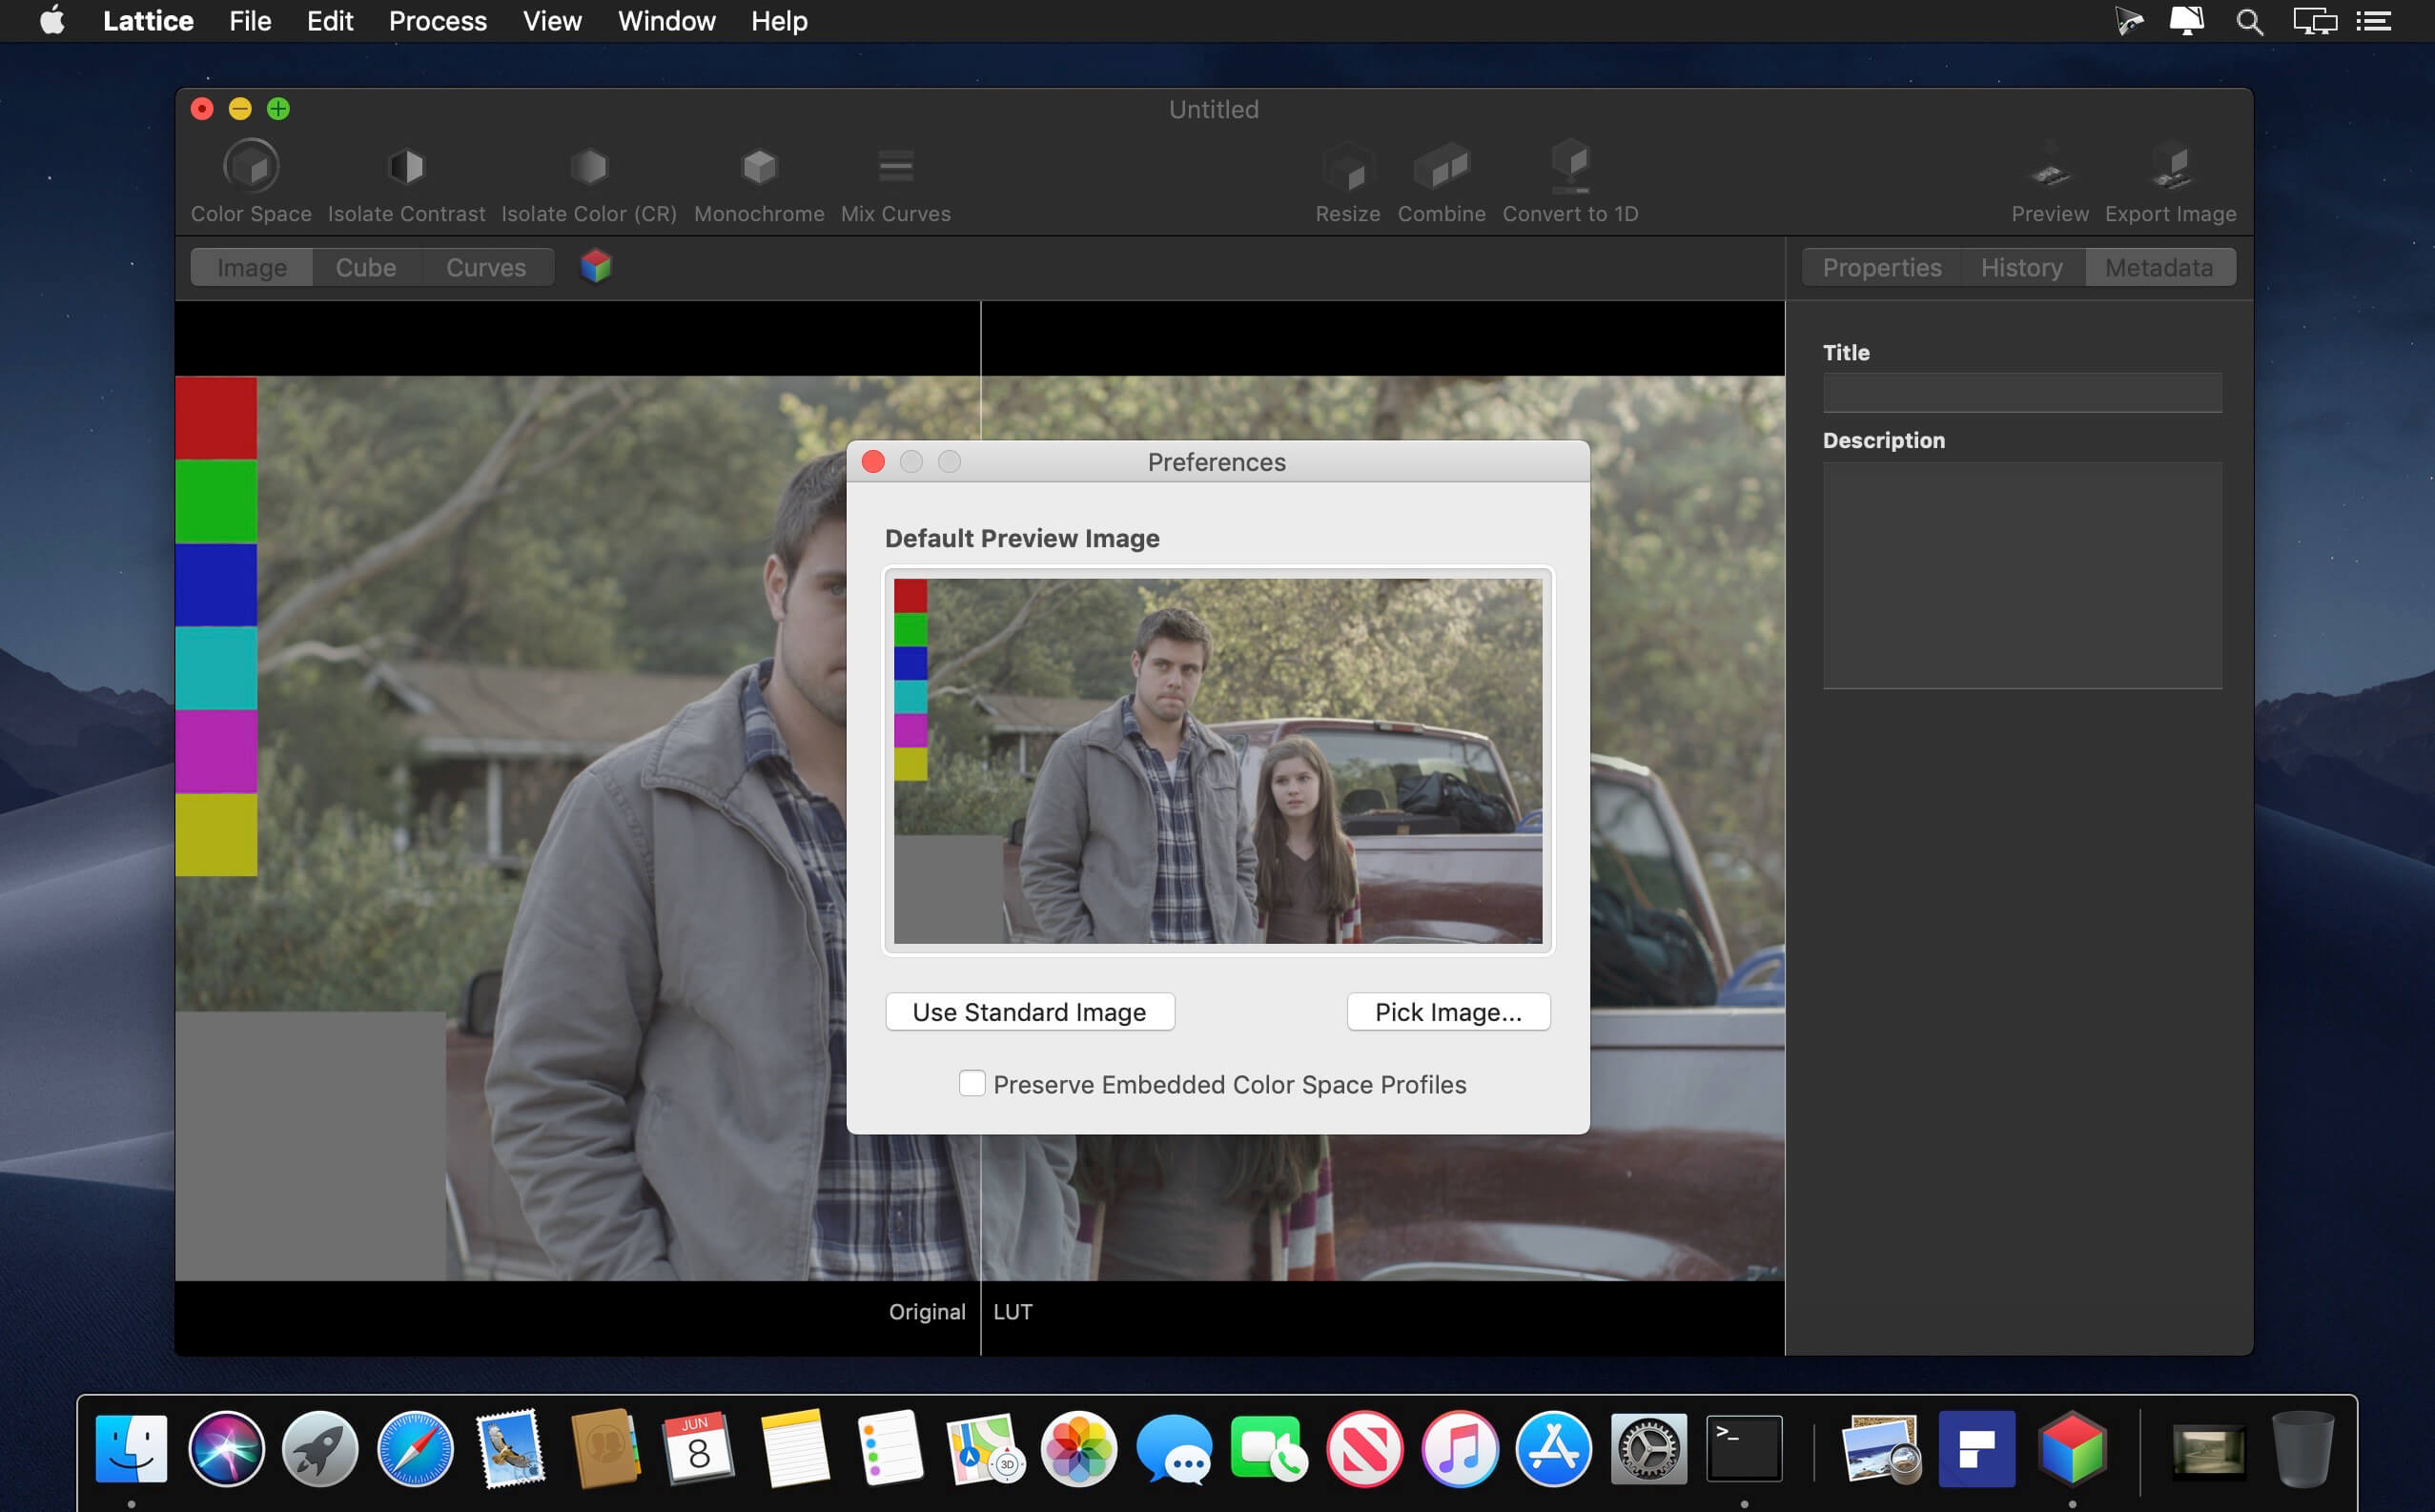 Lattice File Edit Process View Window Help
Untitled
Color Space Isolate Contrast Isolate Color (CR) Monochrome Mix Curves Resize Combine Convert to 1D Preview Export Image
Image Cube Curves Properties History Metadata
Title
Description
Preferences
Default Preview Image
Use Standard Image Pick Image...
Preserve Embedded Color Space Profiles
Original LUT
JUN
8
3D
>_